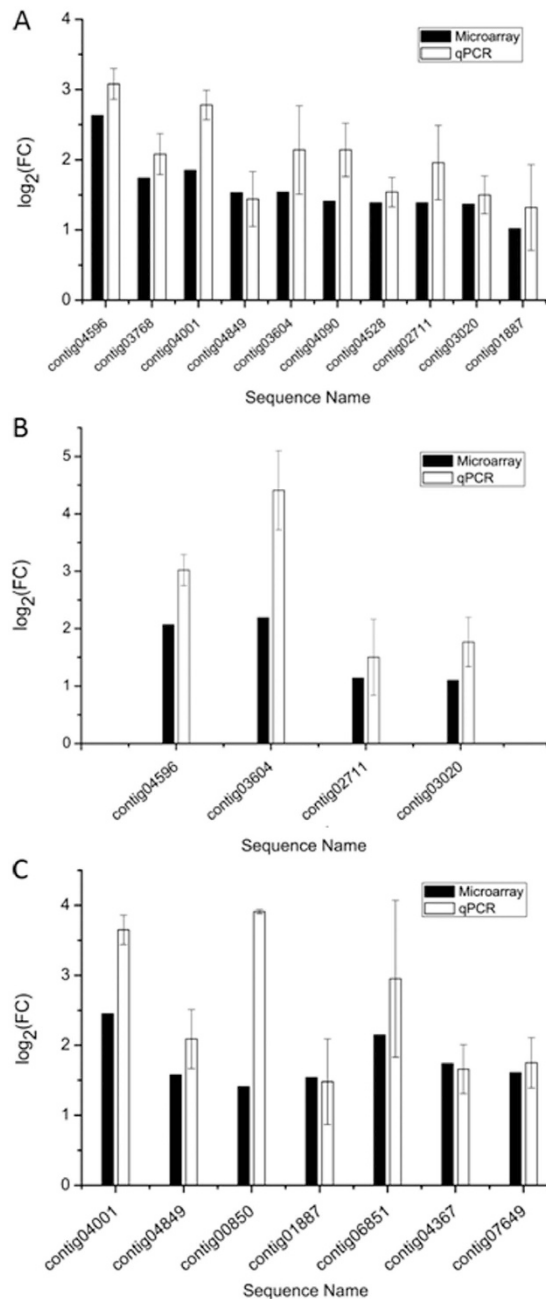 A
Microarray
qPCR
4
3
2
1
0
log2(FC)
contig04596
contig03768
contig04001
contig04849
contig03604
contig04090
contig04528
contig02711
contig03020
contig01887
Sequence Name
B
Microarray
qPCR
5
4
3
2
1
0
log2(FC)
contig04596
contig03604
contig02711
contig03020
Sequence Name
C
Microarray
qPCR
4
3
2
1
0
log2(FC)
contig04001
contig04849
contig00850
contig01887
contig06851
contig04367
contig07649
Sequence Name